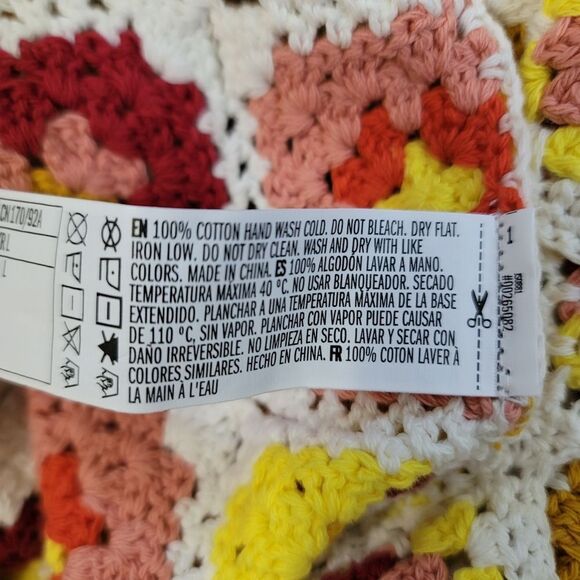 CN170/92A
L
L
EN 100% COTTON HAND WASH COLD. DO NOT BLEACH. DRY FLAT.
IRON LOW. DO NOT DRY CLEAN. WASH AND DRY WITH LIKE
COLORS. MADE IN CHINA. ES 100% ALGODÓN LAVAR A MANO.
TEMPERATURA MÁXIMA 40 ºC. NO USAR BLANQUEADOR. SECADO
EXTENDIDO. PLANCHAR A UNA TEMPERATURA MÁXIMA DE LA BASE
DE 110 ºC, SIN VAPOR. PLANCHAR CON VAPOR PUEDE CAUSAR
DAÑO IRREVERSIBLE. NO LIMPIEZA EN SECO. LAVAR Y SECAR CON
COLORES SIMILARES. HECHO EN CHINA. FR 100% COTON LAVER À
LA MAIN À L'EAU
1